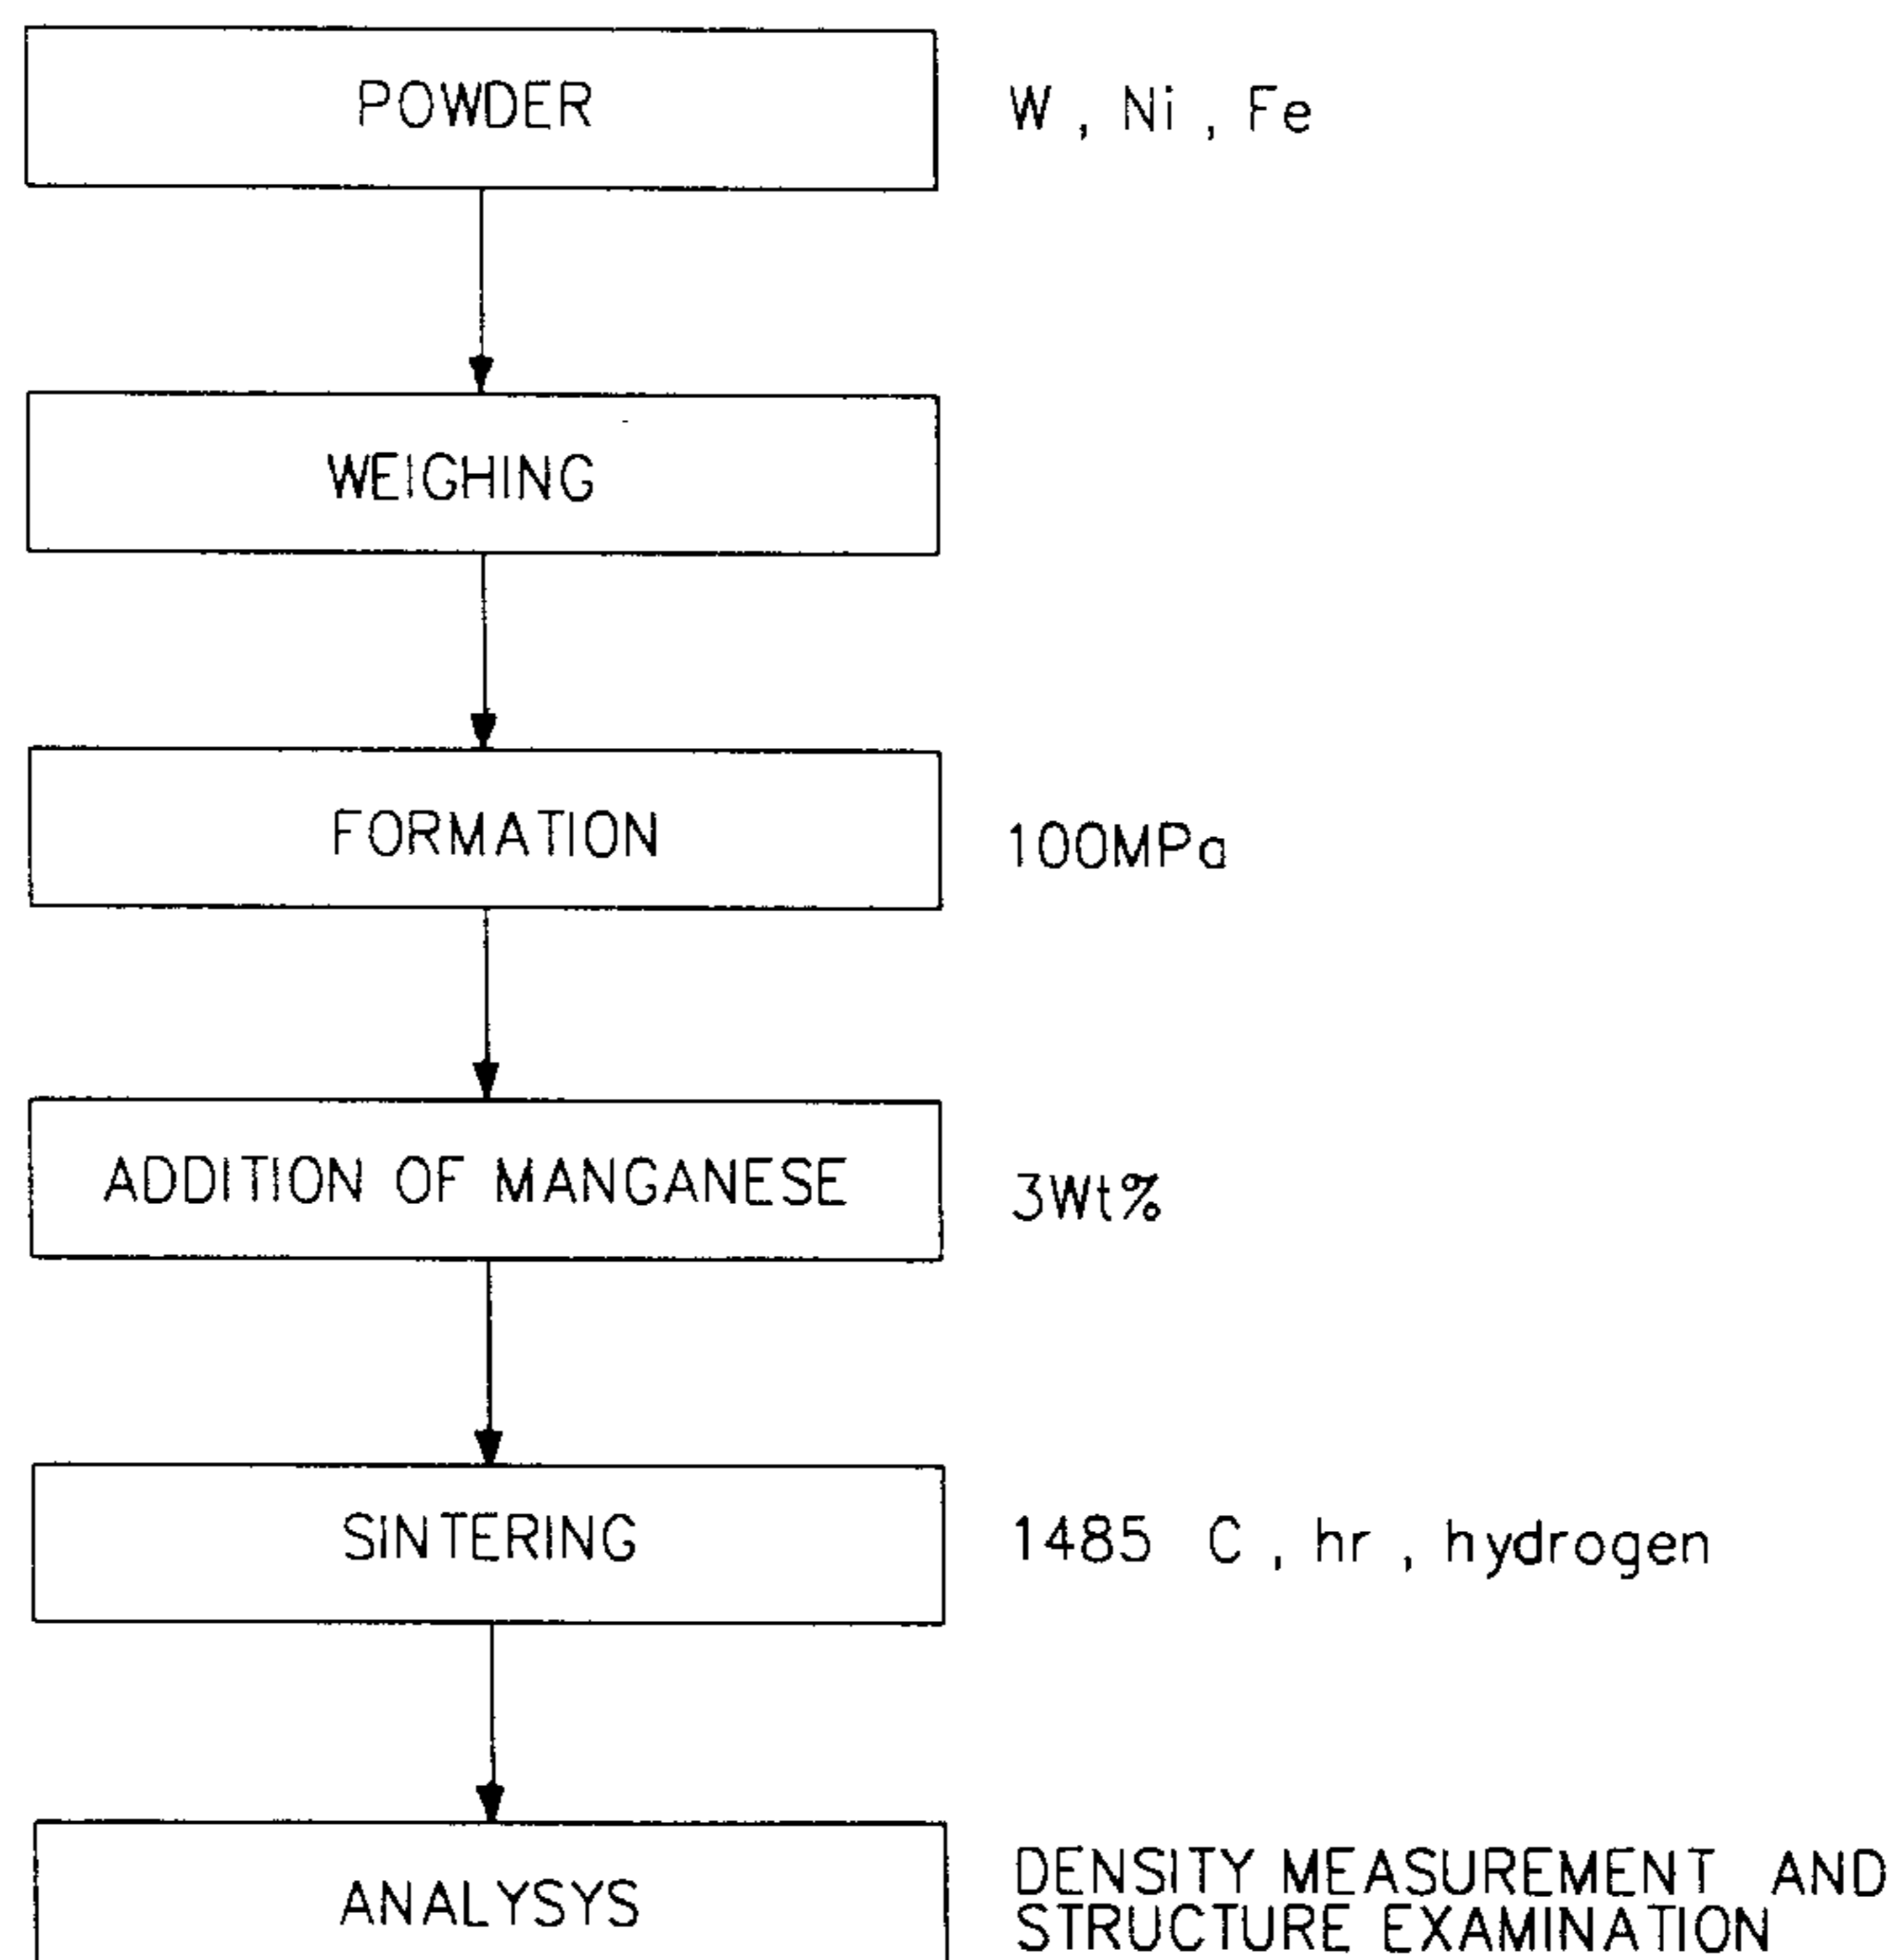 POWDER
W, Ni, Fe
WEIGHING
FORMATION
100MPa
ADDITION OF MANGANESE
3Wt%
SINTERING
1485 C, hr, hydrogen
ANALYSYS
DENSITY MEASUREMENT AND
STRUCTURE EXAMINATION